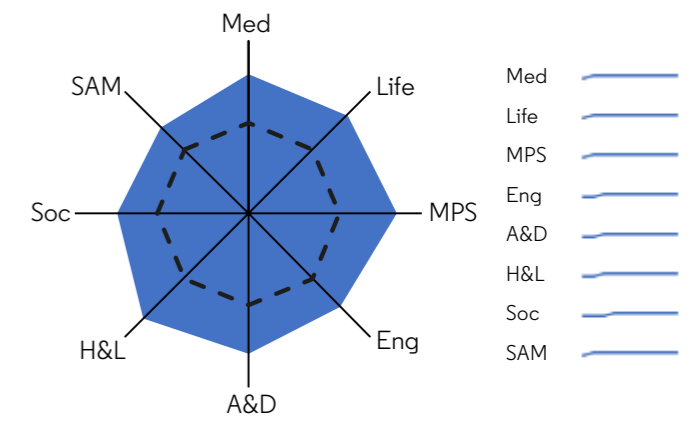 Med
SAM
Life
Soc
MPS
H&L
Eng
A&D
Med
Life
MPS
Eng
A&D
H&L
Soc
SAM